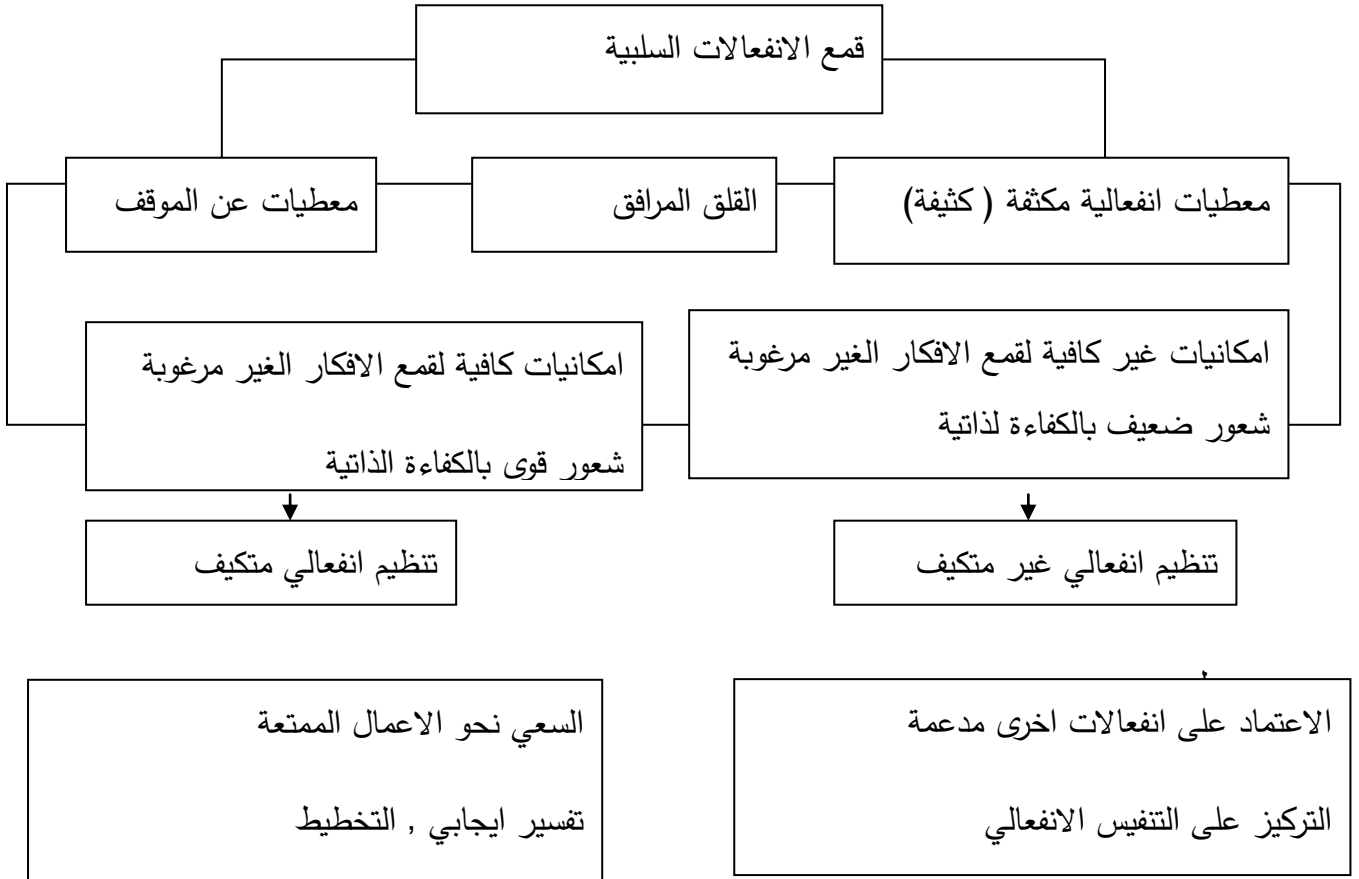 قمع الانفعالات السلبية
معطيات انفعالية مكثفة ( كثيفة)
القلق المرافق
معطيات عن الموقف
امكانيات غير كافية لقمع الافكار الغير مرغوبة
شعور ضعيف بالكفاءة لذاتية
امكانيات كافية لقمع الافكار الغير مرغوبة
شعور قوى بالكفاءة الذاتية
تنظيم انفعالي غير متكيف
تنظيم انفعالي متكيف
الاعتماد على انفعالات اخرى مدعمة
التركيز على التنفيس الانفعالي
السعي نحو الاعمال الممتعة
تفسير ايجابي , التخطيط